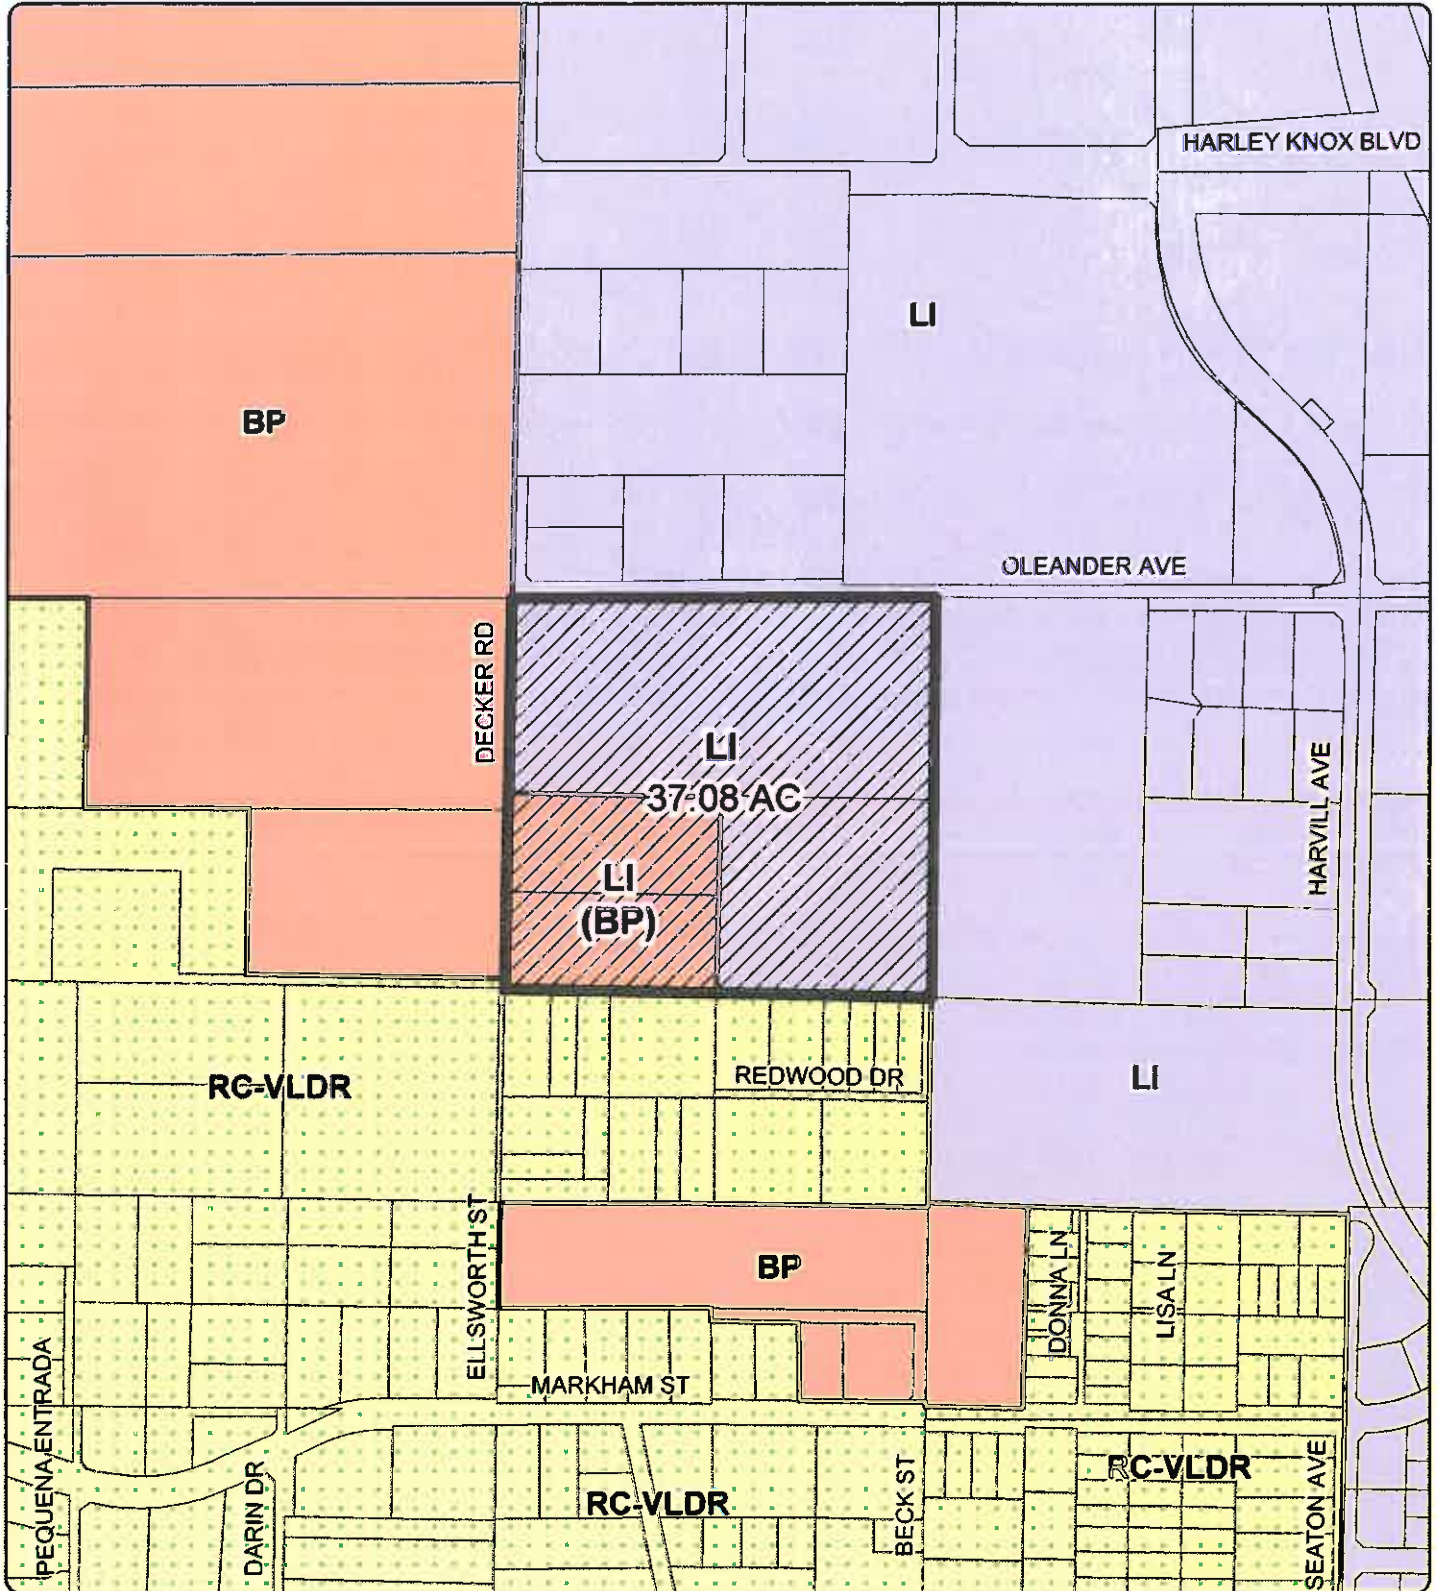 HARLEY KNOX BLVD
LI
BP
OLEANDER AVE
DECKER RD
LI
37.08 AC
HARVILL AVE
LI
(BP)
RC-VLDR
REDWOOD DR
LI
ELLSWORTH ST
BP
DONNA LN
LISA LN
MARKHAM ST
PEQUENA ENTRADA
DARIN DR
RC-VLDR
BECK ST
RC-VLDR
SEATON AVE